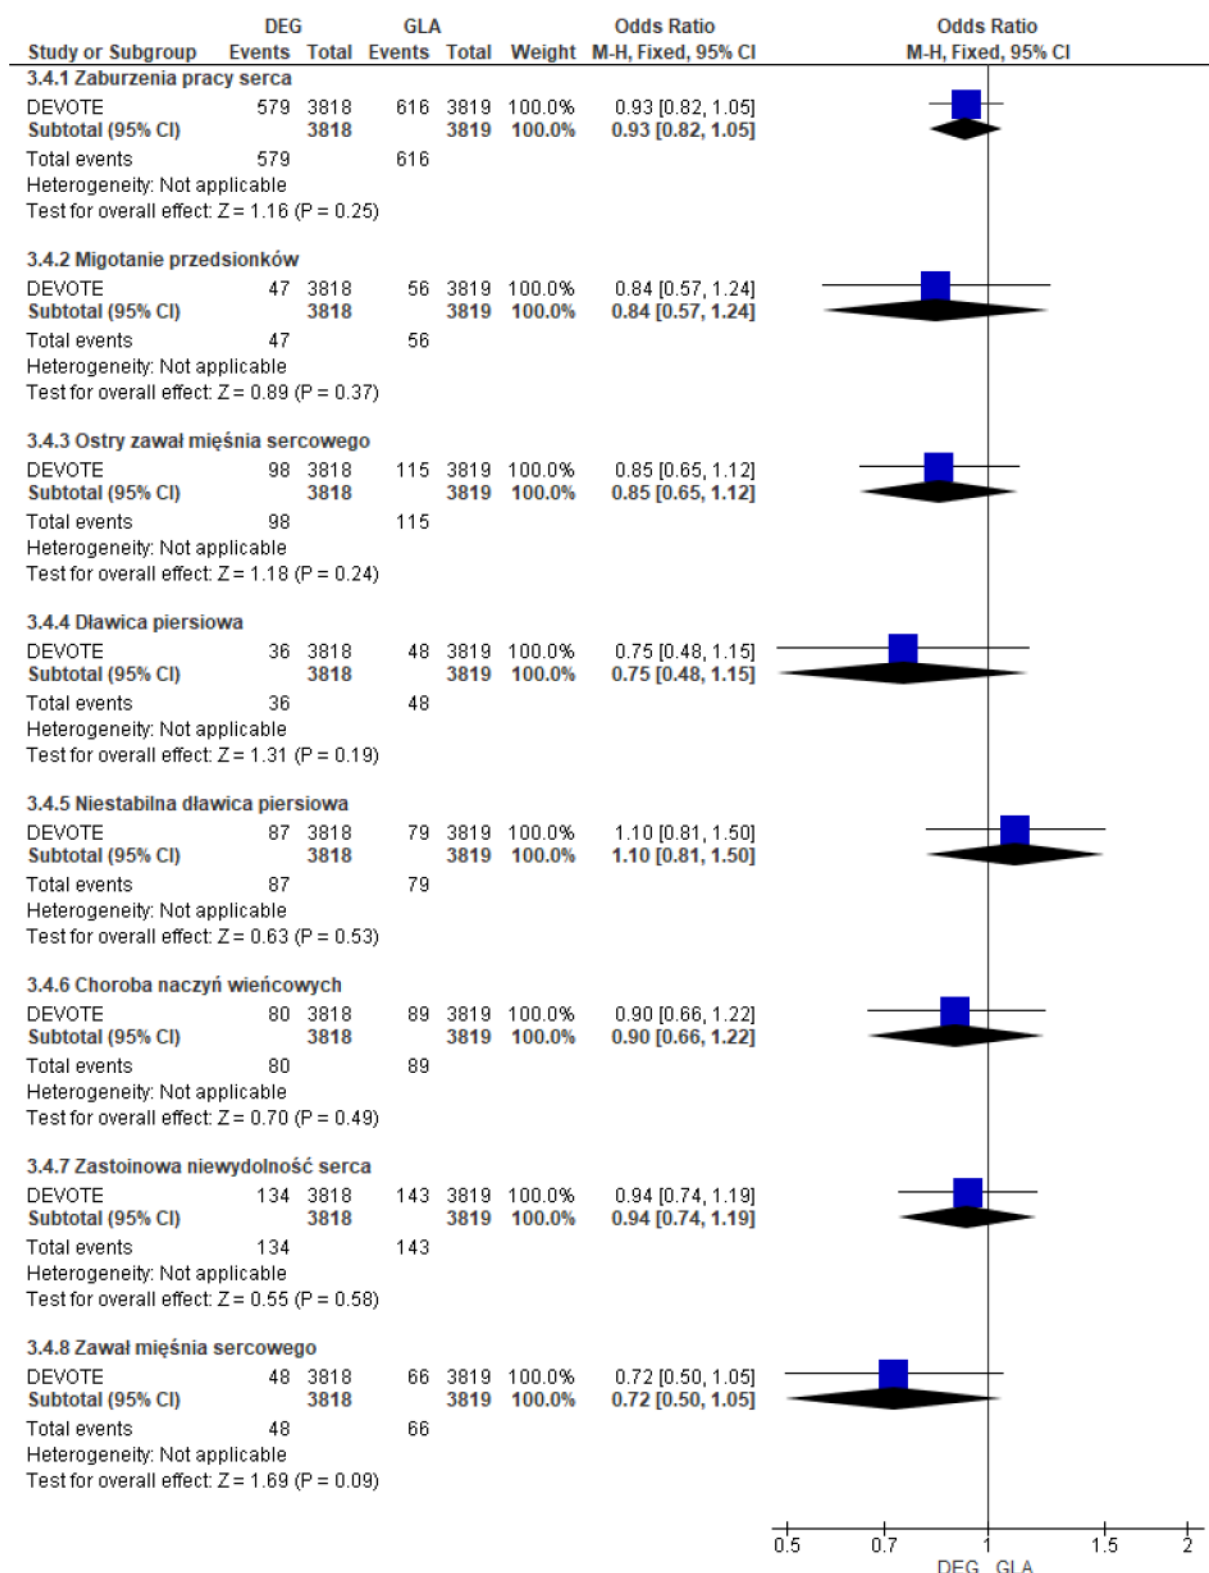 DEG GLA Odds Ratio Odds Ratio
Study or Subgroup Events Total Events Total Weight M-H, Fixed, 95% CI M-H, Fixed, 95% CI
3.4.1 Zaburzenia pracy serca
DEVOTE 579 3818 616 3819 100.0% 0.93 [0.82, 1.05]
Subtotal (95% CI) 3818 3819 100.0% 0.93 [0.82, 1.05]
Total events 579 616
Heterogeneity: Not applicable
Test for overall effect: Z = 1.16 (P = 0.25)
3.4.2 Migotanie przedsionków
DEVOTE 47 3818 56 3819 100.0% 0.84 [0.57, 1.24]
Subtotal (95% CI) 3818 3819 100.0% 0.84 [0.57, 1.24]
Total events 47 56
Heterogeneity: Not applicable
Test for overall effect: Z = 0.89 (P = 0.37)
3.4.3 Ostry zawał mięśnia sercowego
DEVOTE 98 3818 115 3819 100.0% 0.85 [0.65, 1.12]
Subtotal (95% CI) 3818 3819 100.0% 0.85 [0.65, 1.12]
Total events 98 115
Heterogeneity: Not applicable
Test for overall effect: Z = 1.18 (P = 0.24)
3.4.4 Dławica piersiowa
DEVOTE 36 3818 48 3819 100.0% 0.75 [0.48, 1.15]
Subtotal (95% CI) 3818 3819 100.0% 0.75 [0.48, 1.15]
Total events 36 48
Heterogeneity: Not applicable
Test for overall effect: Z = 1.31 (P = 0.19)
3.4.5 Niestabilna dławica piersiowa
DEVOTE 87 3818 79 3819 100.0% 1.10 [0.81, 1.50]
Subtotal (95% CI) 3818 3819 100.0% 1.10 [0.81, 1.50]
Total events 87 79
Heterogeneity: Not applicable
Test for overall effect: Z = 0.63 (P = 0.53)
3.4.6 Choroba naczyń wieńcowych
DEVOTE 80 3818 89 3819 100.0% 0.90 [0.66, 1.22]
Subtotal (95% CI) 3818 3819 100.0% 0.90 [0.66, 1.22]
Total events 80 89
Heterogeneity: Not applicable
Test for overall effect: Z = 0.70 (P = 0.49)
3.4.7 Zastoinowa niewydolność serca
DEVOTE 134 3818 143 3819 100.0% 0.94 [0.74, 1.19]
Subtotal (95% CI) 3818 3819 100.0% 0.94 [0.74, 1.19]
Total events 134 143
Heterogeneity: Not applicable
Test for overall effect: Z = 0.55 (P = 0.58)
3.4.8 Zawał mięśnia sercowego
DEVOTE 48 3818 66 3819 100.0% 0.72 [0.50, 1.05]
Subtotal (95% CI) 3818 3819 100.0% 0.72 [0.50, 1.05]
Total events 48 66
Heterogeneity: Not applicable
Test for overall effect: Z = 1.69 (P = 0.09)
0.5 0.7 1 1.5 2
DEG GLA